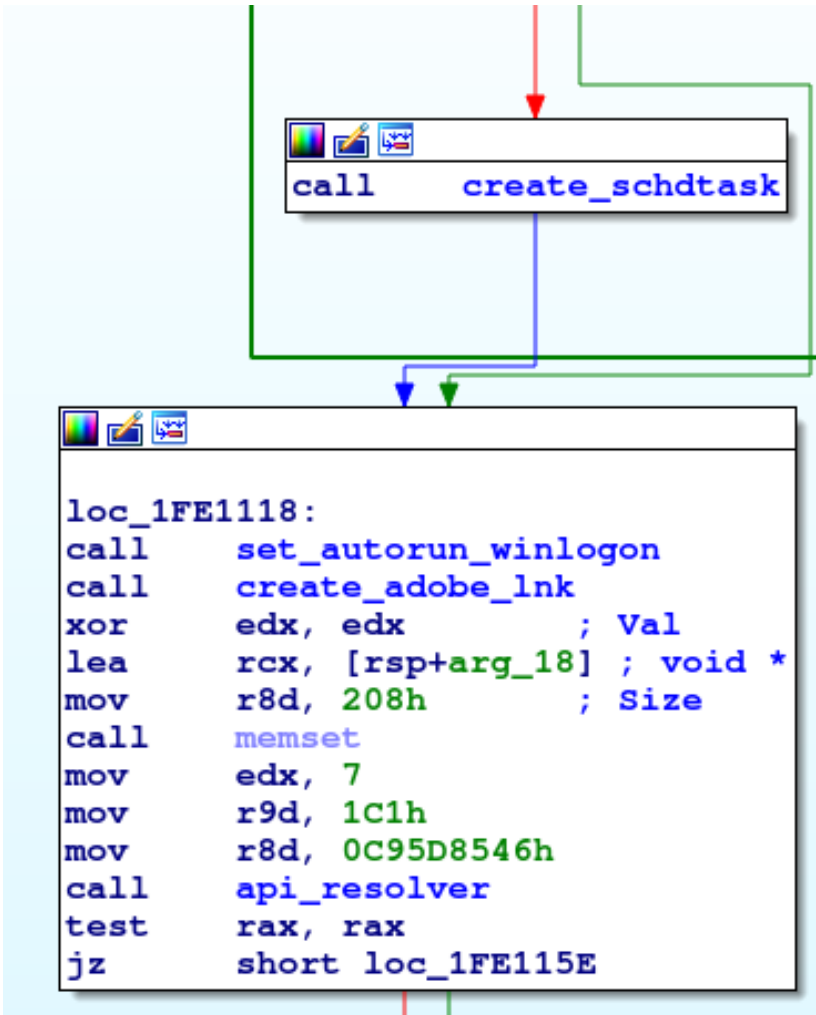 call create_schdtask
loc_1FE1118:
call set_autorun_winlogon
call create_adobe_lnk
xor edx, edx ; Val
lea rcx, [rsp+arg_18] ; void *
mov r8d, 208h ; Size
call memset
mov edx, 7
mov r9d, 1C1h
mov r8d, 0C95D8546h
call api_resolver
test rax, rax
jz short loc_1FE115E